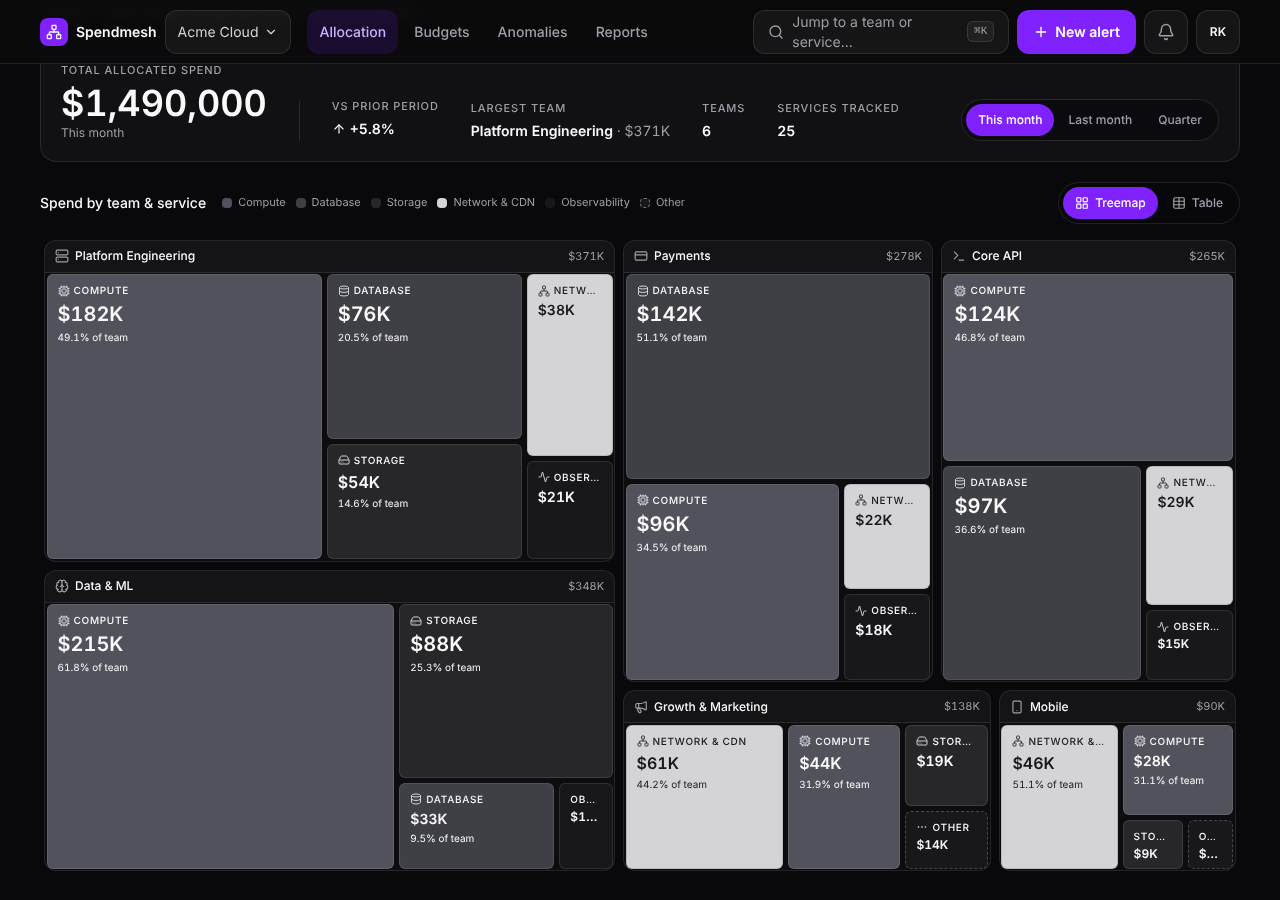 Spendmesh
Acme Cloud
Allocation
Budgets
Anomalies
Reports
Jump to a team or
service...
⌘K
New alert
RK
TOTAL ALLOCATED SPEND
$1,490,000
This month
VS PRIOR PERIOD
↑ +5.8%
LARGEST TEAM
Platform Engineering · $371K
TEAMS
6
SERVICES TRACKED
25
This month
Last month
Quarter
Spend by team & service
Compute
Database
Storage
Network & CDN
Observability
Other
Treemap
Table
Platform Engineering
$371K
COMPUTE
$182K
49.1% of team
DATABASE
$76K
20.5% of team
NETW...
$38K
STORAGE
$54K
14.6% of team
OBSER...
$21K
Payments
$278K
DATABASE
$142K
51.1% of team
COMPUTE
$96K
34.5% of team
NETW...
$22K
OBSER...
$18K
Core API
$265K
COMPUTE
$124K
46.8% of team
DATABASE
$97K
36.6% of team
NETW...
$29K
OBSER...
$15K
Data & ML
$348K
COMPUTE
$215K
61.8% of team
STORAGE
$88K
25.3% of team
DATABASE
$33K
9.5% of team
OB...
$1...
Growth & Marketing
$138K
NETWORK & CDN
$61K
44.2% of team
COMPUTE
$44K
31.9% of team
STOR...
$19K
OTHER
$14K
Mobile
$90K
NETWORK &...
$46K
51.1% of team
COMPUTE
$28K
31.1% of team
STO...
$9K
O...
$...